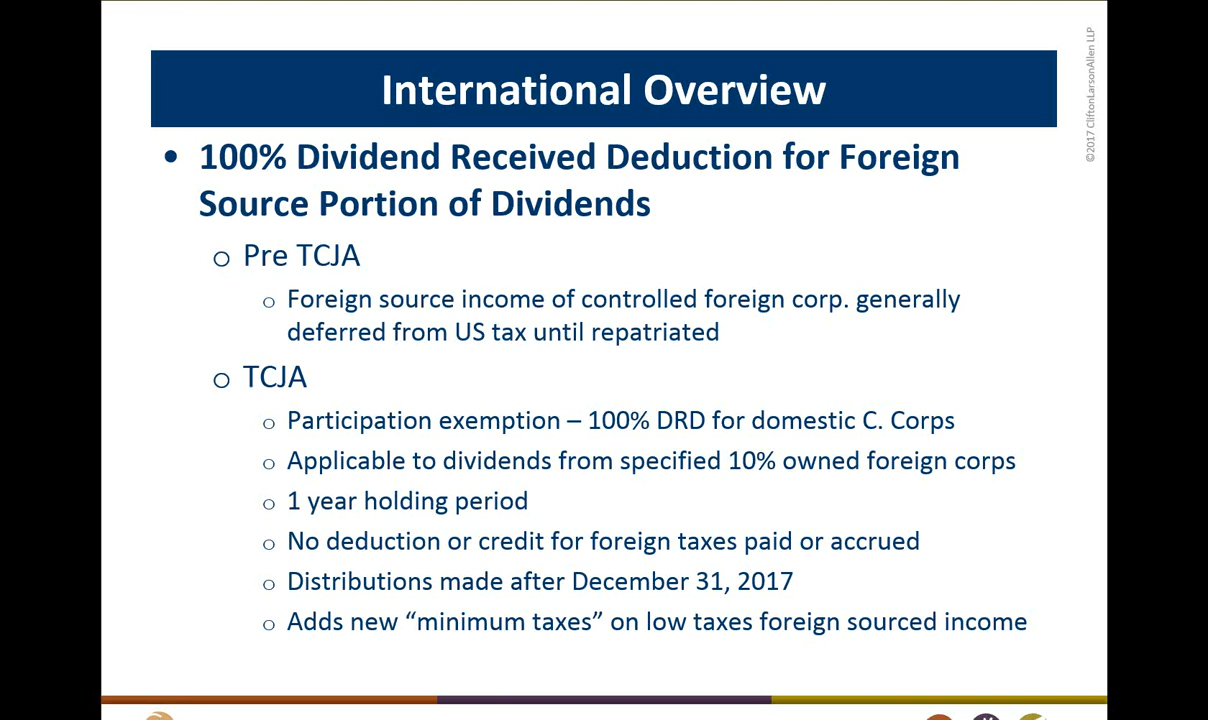 International Overview
©2017 CliftonLarsonAllen LLP
• 100% Dividend Received Deduction for Foreign
Source Portion of Dividends
o Pre TCJA
o Foreign source income of controlled foreign corp. generally
deferred from US tax until repatriated
o TCJA
o Participation exemption – 100% DRD for domestic C. Corps
o Applicable to dividends from specified 10% owned foreign corps
o 1 year holding period
o No deduction or credit for foreign taxes paid or accrued
o Distributions made after December 31, 2017
o Adds new “minimum taxes” on low taxes foreign sourced income